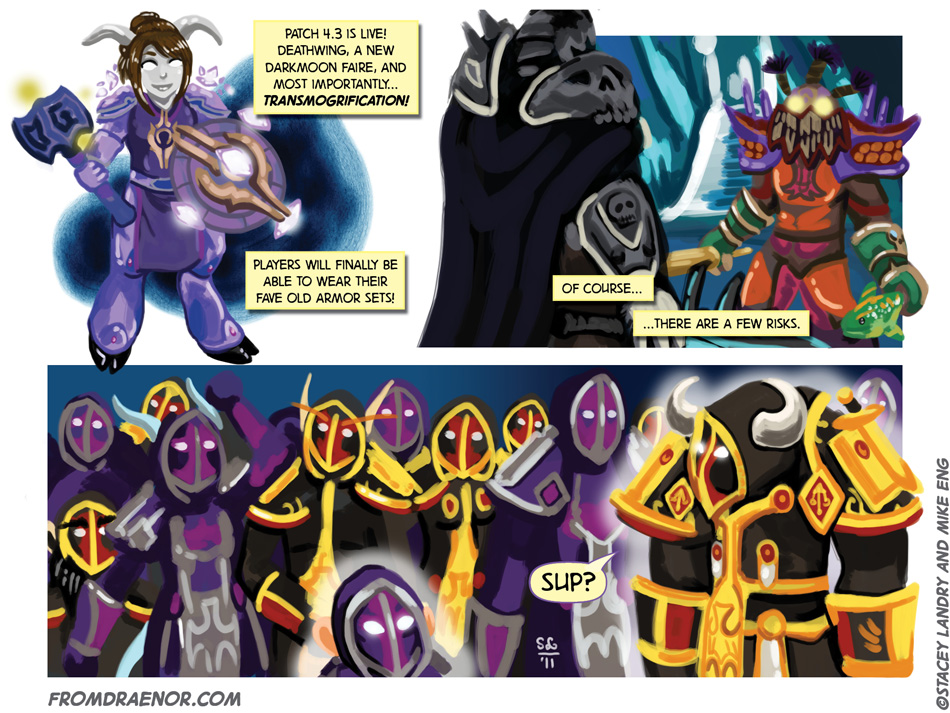 PATCH 4.3 IS LIVE!
DEATHWING, A NEW
DARKMOON FAIRE, AND
MOST IMPORTANTLY...
TRANSMOGRIFICATION!
PLAYERS WILL FINALLY BE
ABLE TO WEAR THEIR
FAVE OLD ARMOR SETS!
OF COURSE...
...THERE ARE A FEW RISKS.
SUP?
SL
'11
FROMDRAENOR.COM
©STACEY LANDRY AND MIKE ENG